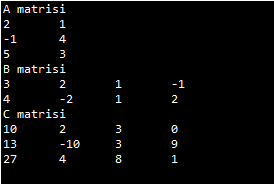 A matrisi
2 1
-1 4
5 3
B matrisi
3 2 1 -1
4 -2 1 2
C matrisi
10 2 3 0
13 -10 3 9
27 4 8 1